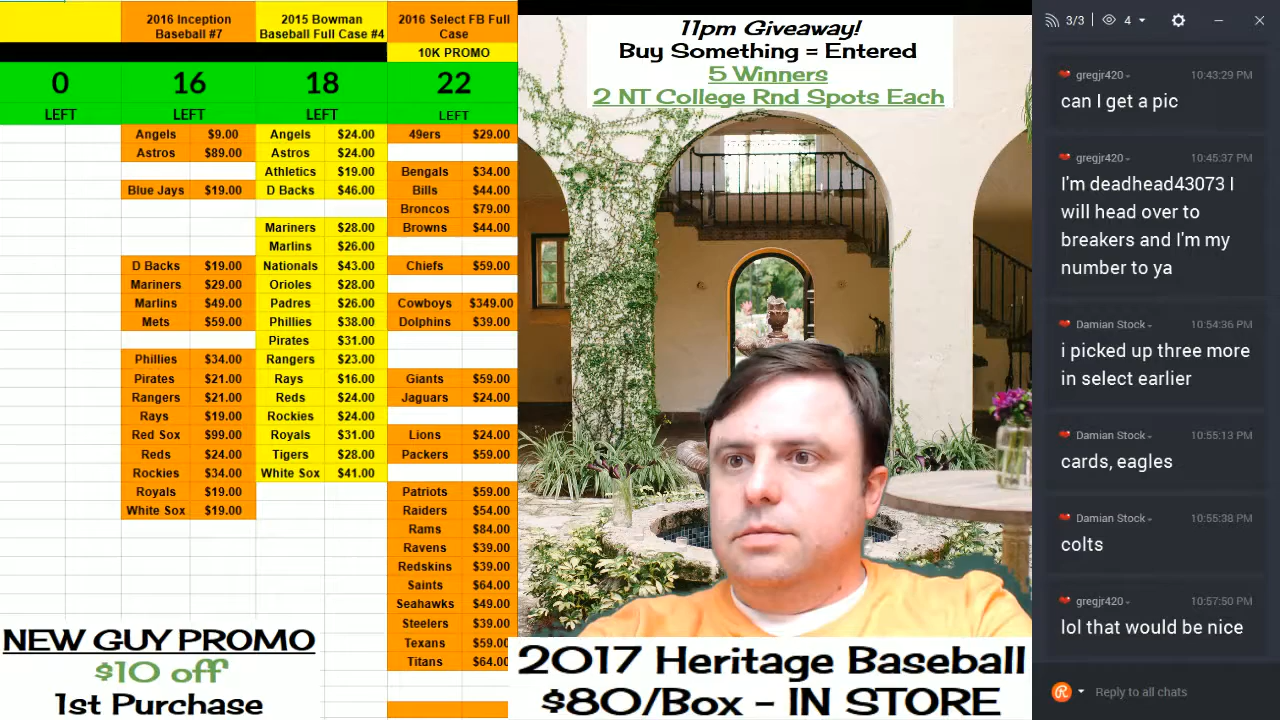 2016 Inception
Baseball #7
2015 Bowman
Baseball Full Case #4
2016 Select FB Full
Case
10K PROMO
0
16
18
22
LEFT
LEFT
LEFT
LEFT
Angels $9.00
Astros $89.00
Blue Jays $19.00
D Backs $19.00
Mariners $29.00
Marlins $49.00
Mets $59.00
Phillies $34.00
Pirates $21.00
Rangers $21.00
Rays $19.00
Red Sox $99.00
Reds $24.00
Rockies $34.00
Royals $19.00
White Sox $19.00
Angels $24.00
Astros $24.00
Athletics $19.00
D Backs $46.00
Mariners $28.00
Marlins $26.00
Nationals $43.00
Orioles $28.00
Padres $26.00
Phillies $38.00
Pirates $31.00
Rangers $23.00
Rays $16.00
Reds $24.00
Rockies $24.00
Royals $31.00
Tigers $28.00
White Sox $41.00
49ers $29.00
Bengals $34.00
Bills $44.00
Broncos $79.00
Browns $44.00
Chiefs $59.00
Cowboys $349.00
Dolphins $39.00
Giants $59.00
Jaguars $24.00
Lions $24.00
Packers $59.00
Patriots $59.00
Raiders $54.00
Rams $84.00
Ravens $39.00
Redskins $39.00
Saints $64.00
Seahawks $49.00
Steelers $39.00
Texans $59.00
Titans $64.00
NEW GUY PROMO
$10 off
1st Purchase
11pm Giveaway!
Buy Something = Entered
5 Winners
2 NT College Rnd Spots Each
2017 Heritage Baseball
$80/Box - IN STORE
3/3 4
gregjr420 10:43:29 PM
can I get a pic
gregjr420 10:45:37 PM
I'm deadhead43073 I
will head over to
breakers and I'm my
number to ya
Damian Stock 10:54:36 PM
i picked up three more
in select earlier
Damian Stock 10:55:13 PM
cards, eagles
Damian Stock 10:55:38 PM
colts
gregjr420 10:57:50 PM
lol that would be nice
Reply to all chats